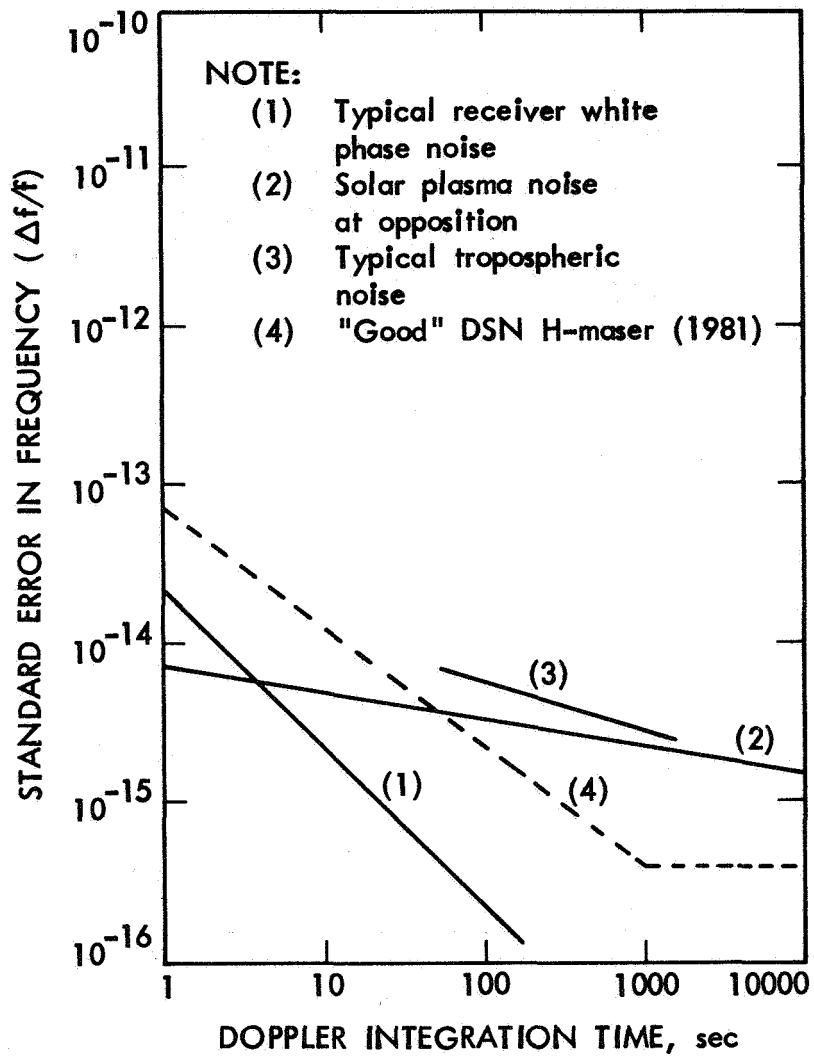 10-10
NOTE:
(1) Typical receiver white
phase noise
10-11
(2) Solar plasma noise
at opposition
(3) Typical tropospheric
noise
10-12
(4) "Good" DSN H-maser (1981)
STANDARD ERROR IN FREQUENCY (Δf/f)
10-13
10-14
(3)
(2)
(1)
(4)
10-15
10-16
1 10 100 1000 10000
DOPPLER INTEGRATION TIME, sec